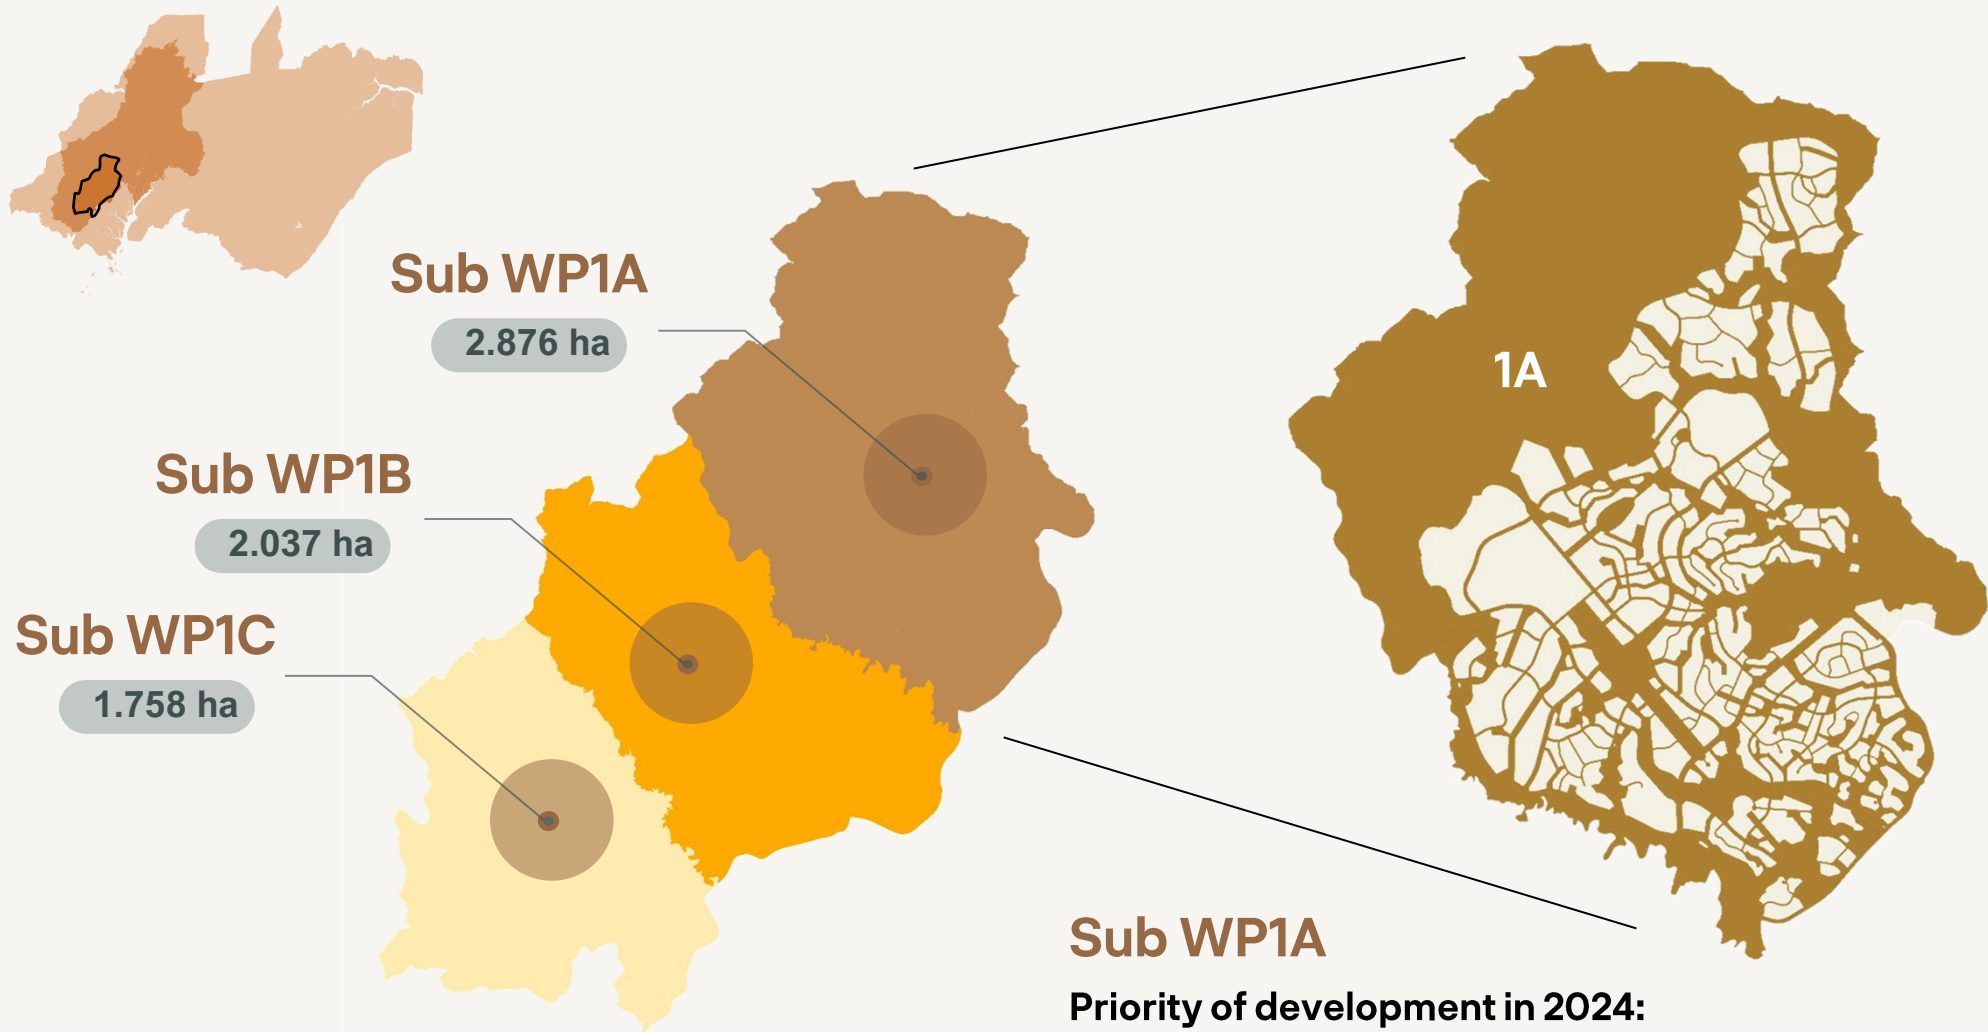 Sub WP1A
2.876 ha
1A
Sub WP1B
2.037 ha
Sub WP1C
1.758 ha
Sub WP1A
Priority of development in 2024: